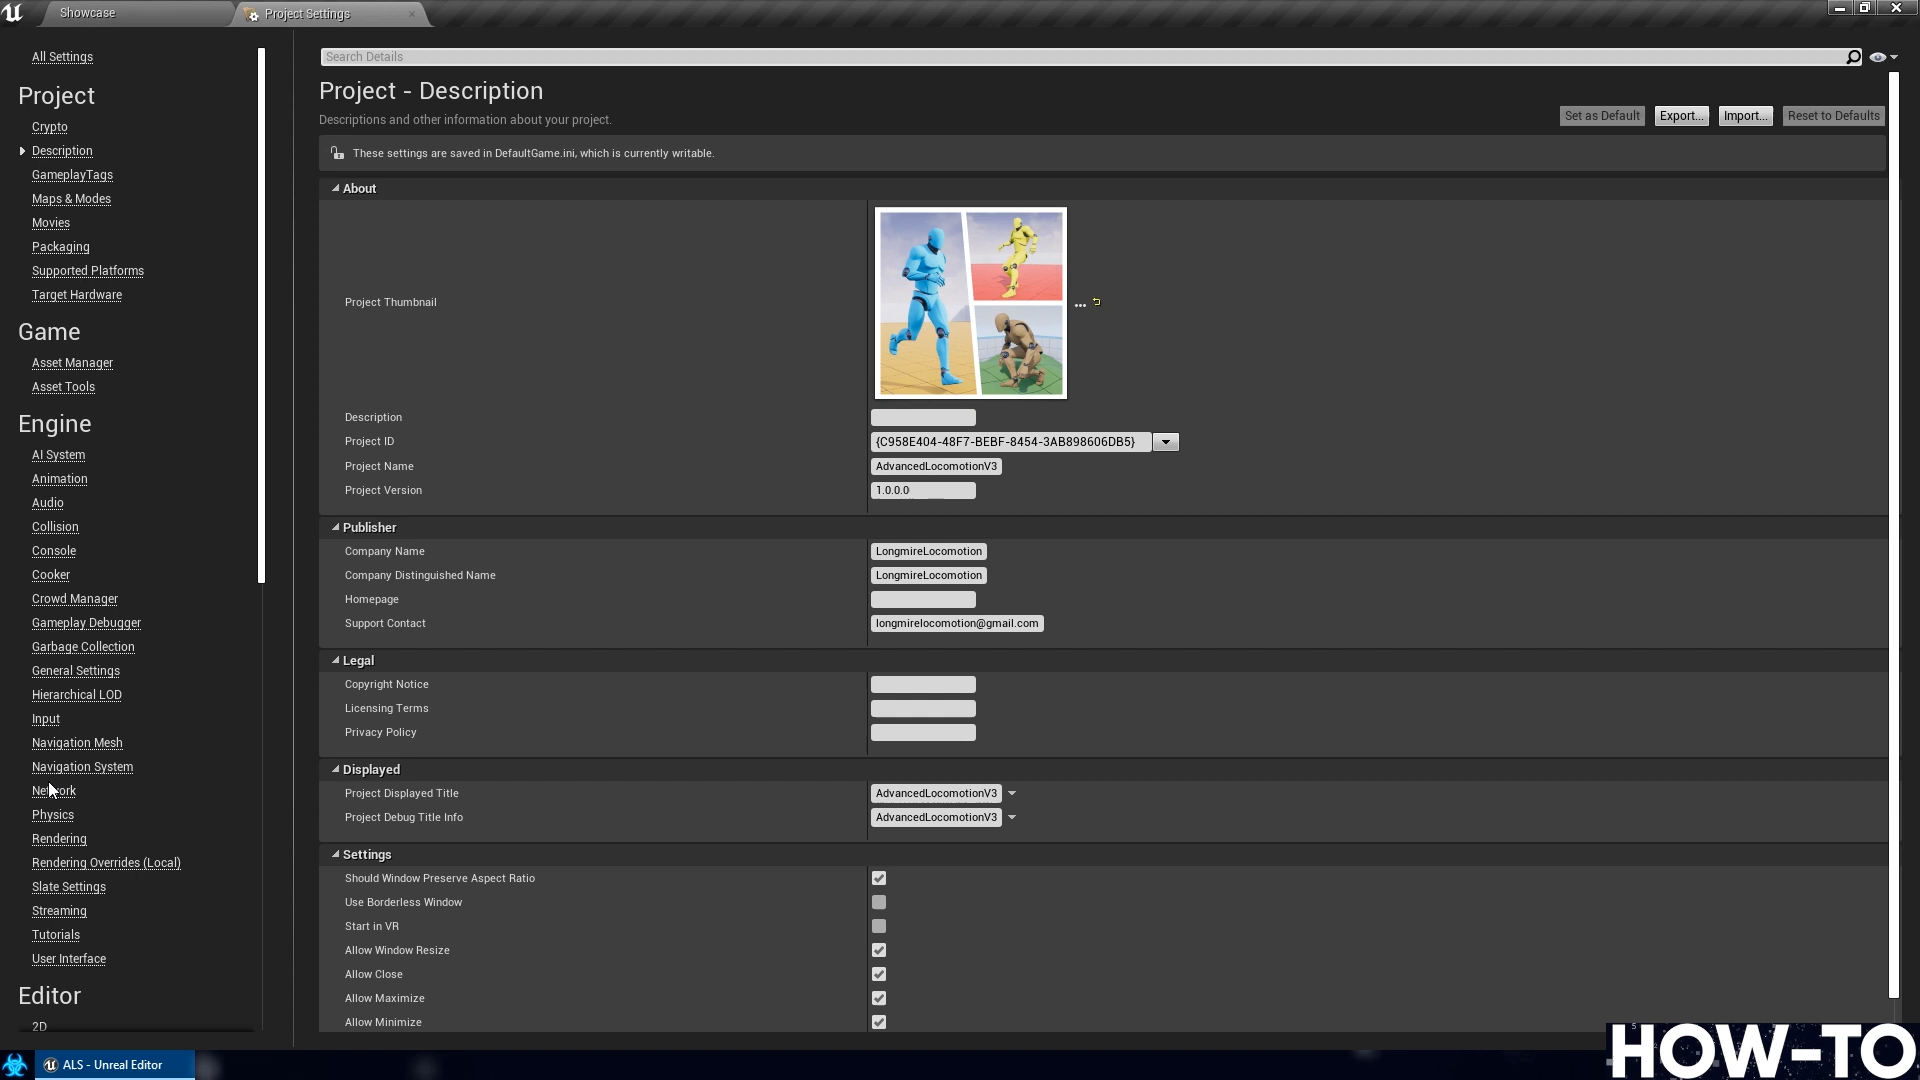 Showcase
Project Settings
All Settings
Project
Crypto
Description
GameplayTags
Maps & Modes
Movies
Packaging
Supported Platforms
Target Hardware
Game
Asset Manager
Asset Tools
Engine
AI System
Animation
Audio
Collision
Console
Cooker
Crowd Manager
Gameplay Debugger
Garbage Collection
General Settings
Hierarchical LOD
Input
Navigation Mesh
Navigation System
Network
Physics
Rendering
Rendering Overrides (Local)
Slate Settings
Streaming
Tutorials
User Interface
Editor
2D
Search Details
Project - Description
Descriptions and other information about your project.
Set as Default
Export...
Import...
Reset to Defaults
These settings are saved in DefaultGame.ini, which is currently writable.
About
Project Thumbnail
Description
Project ID {C958E404-48F7-BEBF-8454-3AB898606DB5}
Project Name AdvancedLocomotionV3
Project Version 1.0.0.0
Publisher
Company Name LongmireLocomotion
Company Distinguished Name LongmireLocomotion
Homepage
Support Contact longmirelocomotion@gmail.com
Legal
Copyright Notice
Licensing Terms
Privacy Policy
Displayed
Project Displayed Title AdvancedLocomotionV3
Project Debug Title Info AdvancedLocomotionV3
Settings
Should Window Preserve Aspect Ratio
Use Borderless Window
Start in VR
Allow Window Resize
Allow Close
Allow Maximize
Allow Minimize
ALS - Unreal Editor
HOW-TO